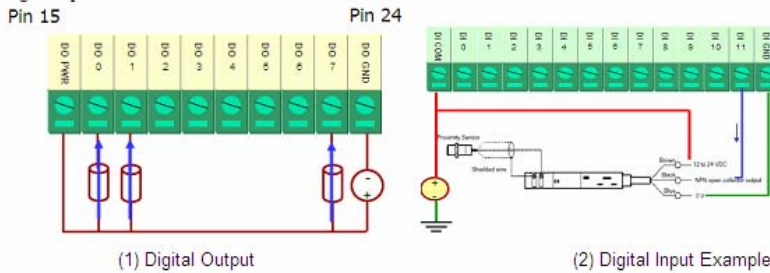 Pin 15
Pin 24
DO PWR
DO 0
DO 1
DO 2
DO 3
DO 4
DO 5
DO 6
DO 7
DO GND
(1) Digital Output
DI COM
DI 0
DI 1
DI 2
DI 3
DI 4
DI 5
DI 6
DI 7
DI 8
DI 9
DI 10
DI 11
DI GND
Proximity Sensor
Shielded wire
Brown
12 to 24 VDC
Black
NPN open collector output
Blue
0 V
(2) Digital Input Example